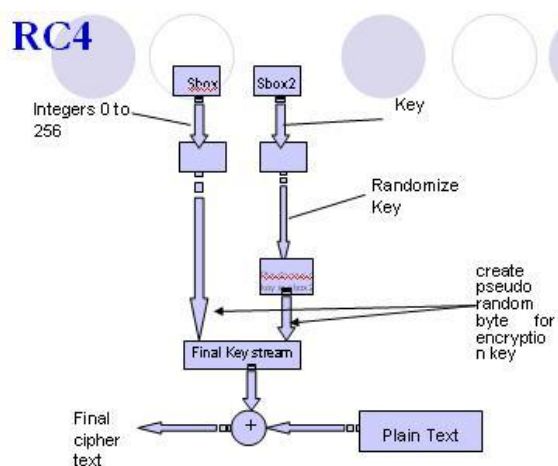 RC4
Sbox
Sbox2
Integers 0 to
256
Key
Randomize
Key
create
pseudo
random
byte for
encryptio
n key
Final Key stream
+
Final
cipher
text
Plain Text